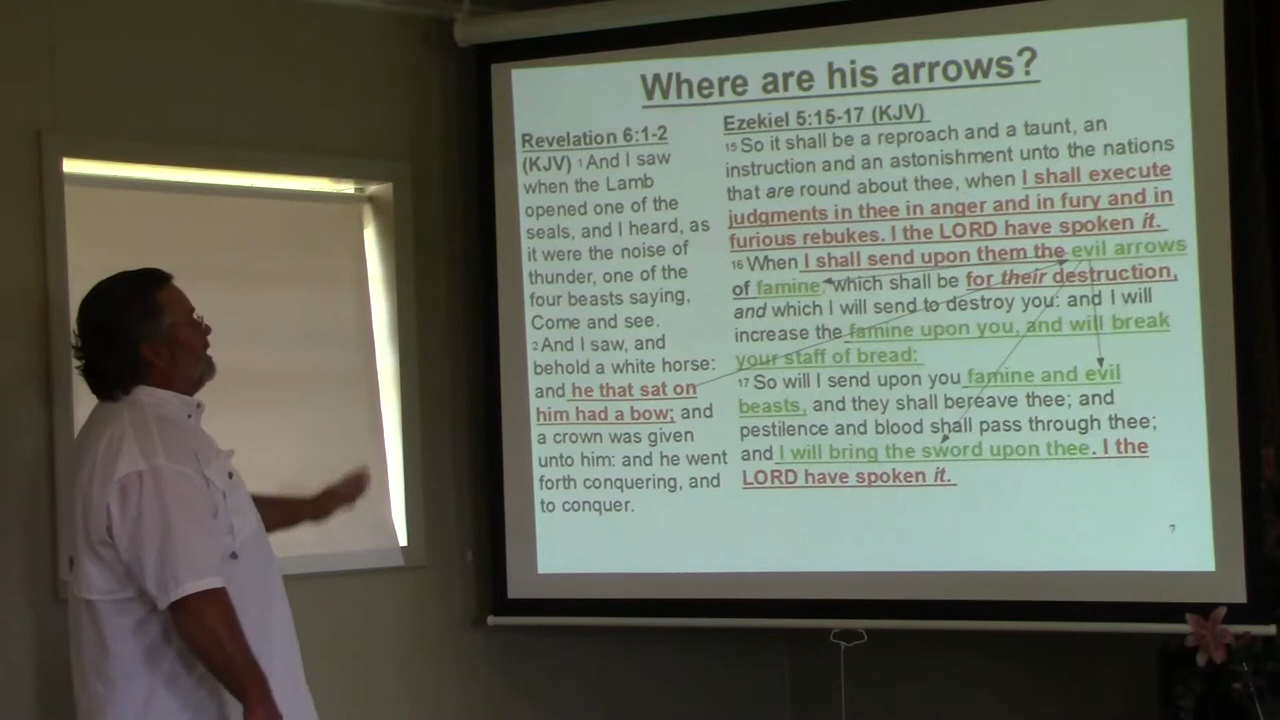 Where are his arrows?
Revelation 6:1-2
(KJV) 1And I saw
when the Lamb
opened one of the
seals, and I heard, as
it were the noise of
thunder, one of the
four beasts saying,
Come and see.
2And I saw, and
behold a white horse:
and he that sat on
him had a bow; and
a crown was given
unto him: and he went
forth conquering, and
to conquer.
Ezekiel 5:15-17 (KJV)
15So it shall be a reproach and a taunt, an
instruction and an astonishment unto the nations
that are round about thee, when I shall execute
judgments in thee in anger and in fury and in
furious rebukes. I the LORD have spoken it.
16When I shall send upon them the evil arrows
of famine, which shall be for their destruction,
and which I will send to destroy you: and I will
increase the famine upon you, and will break
your staff of bread:
17 So will I send upon you famine and evil
beasts, and they shall bereave thee; and
pestilence and blood shall pass through thee;
and I will bring the sword upon thee. I the
LORD have spoken it.
7